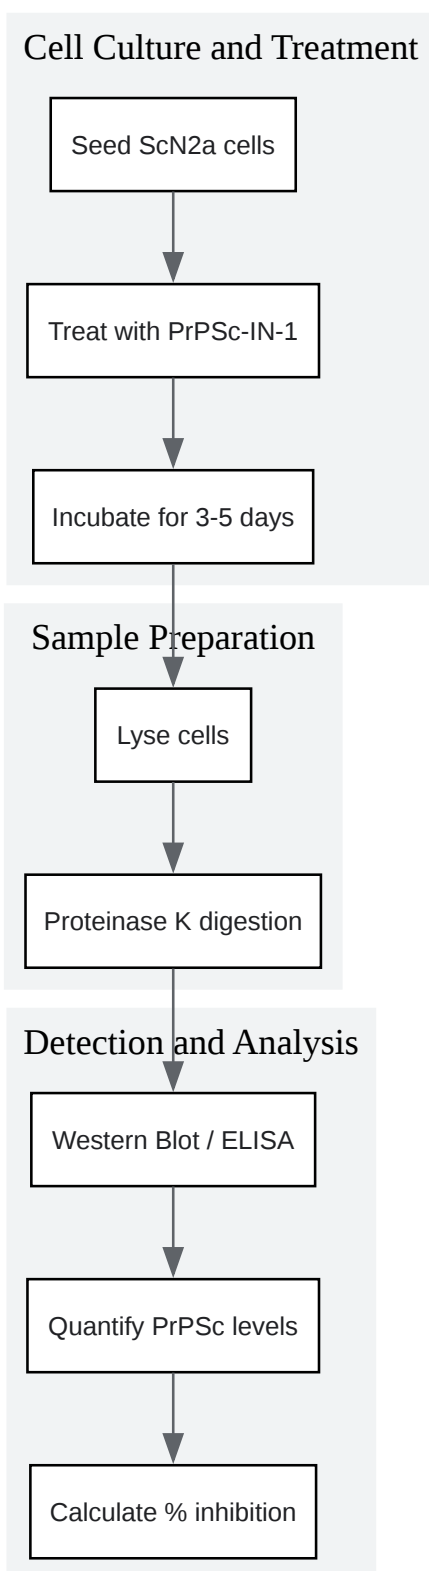 Cell Culture and Treatment
Seed ScN2a cells
Treat with PrPSc-IN-1
Incubate for 3-5 days
Sample Preparation
Lyse cells
Proteinase K digestion
Detection and Analysis
Western Blot / ELISA
Quantify PrPSc levels
Calculate % inhibition